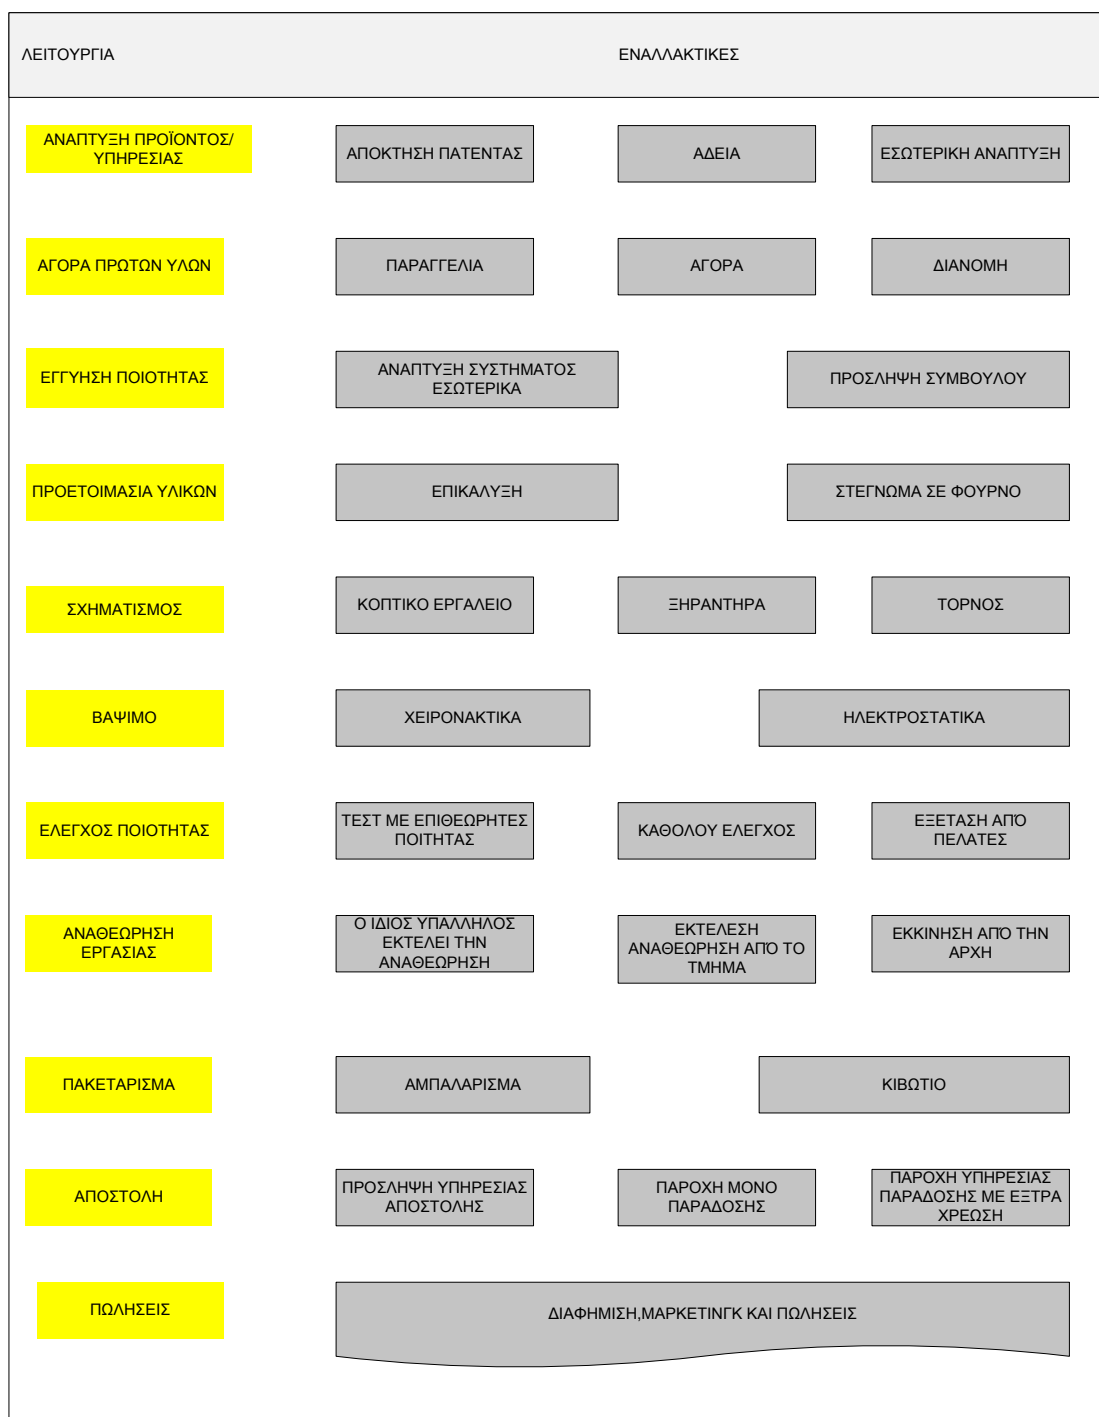 ΛΕΙΤΟΥΡΓΙΑ
ΕΝΑΛΛΑΚΤΙΚΕΣ
ΑΝΑΠΤΥΞΗ ΠΡΟΪΟΝΤΟΣ/
ΥΠΗΡΕΣΙΑΣ
ΑΠΟΚΤΗΣΗ ΠΑΤΕΝΤΑΣ
ΑΔΕΙΑ
ΕΣΩΤΕΡΙΚΗ ΑΝΑΠΤΥΞΗ
ΑΓΟΡΑ ΠΡΩΤΩΝ ΥΛΩΝ
ΠΑΡΑΓΓΕΛΙΑ
ΑΓΟΡΑ
ΔΙΑΝΟΜΗ
ΕΓΓΥΗΣΗ ΠΟΙΟΤΗΤΑΣ
ΑΝΑΠΤΥΞΗ ΣΥΣΤΗΜΑΤΟΣ
ΕΣΩΤΕΡΙΚΑ
ΠΡΟΣΛΗΨΗ ΣΥΜΒΟΥΛΟΥ
ΠΡΟΕΤΟΙΜΑΣΙΑ ΥΛΙΚΩΝ
ΕΠΙΚΑΛΥΞΗ
ΣΤΕΓΝΩΜΑ ΣΕ ΦΟΥΡΝΟ
ΣΧΗΜΑΤΙΣΜΟΣ
ΚΟΠΤΙΚΟ ΕΡΓΑΛΕΙΟ
ΞΗΡΑΝΤΗΡΑ
ΤΟΡΝΟΣ
ΒΑΨΙΜΟ
ΧΕΙΡΟΝΑΚΤΙΚΑ
ΗΛΕΚΤΡΟΣΤΑΤΙΚΑ
ΕΛΕΓΧΟΣ ΠΟΙΟΤΗΤΑΣ
ΤΕΣΤ ΜΕ ΕΠΙΘΕΩΡΗΤΕΣ
ΠΟΙΤΗΤΑΣ
ΚΑΘΟΛΟΥ ΕΛΕΓΧΟΣ
ΕΞΕΤΑΣΗ ΑΠΌ
ΠΕΛΑΤΕΣ
ΑΝΑΘΕΩΡΗΣΗ
ΕΡΓΑΣΙΑΣ
Ο ΙΔΙΟΣ ΥΠΑΛΛΗΛΟΣ
ΕΚΤΕΛΕΙ ΤΗΝ
ΑΝΑΘΕΩΡΗΣΗ
ΕΚΤΕΛΕΣΗ
ΑΝΑΘΕΩΡΗΣΗ ΑΠΌ ΤΟ
ΤΜΗΜΑ
ΕΚΚΙΝΗΣΗ ΑΠΌ ΤΗΝ
ΑΡΧΗ
ΠΑΚΕΤΑΡΙΣΜΑ
ΑΜΠΑΛΑΡΙΣΜΑ
ΚΙΒΩΤΙΟ
ΑΠΟΣΤΟΛΗ
ΠΡΟΣΛΗΨΗ ΥΠΗΡΕΣΙΑΣ
ΑΠΟΣΤΟΛΗΣ
ΠΑΡΟΧΗ ΜΟΝΟ
ΠΑΡΑΔΟΣΗΣ
ΠΑΡΟΧΗ ΥΠΗΡΕΣΙΑΣ
ΠΑΡΑΔΟΣΗΣ ΜΕ ΕΞΤΡΑ
ΧΡΕΩΣΗ
ΠΩΛΗΣΕΙΣ
ΔΙΑΦΗΜΙΣΗ,ΜΑΡΚΕΤΙΝΓΚ ΚΑΙ ΠΩΛΗΣΕΙΣ